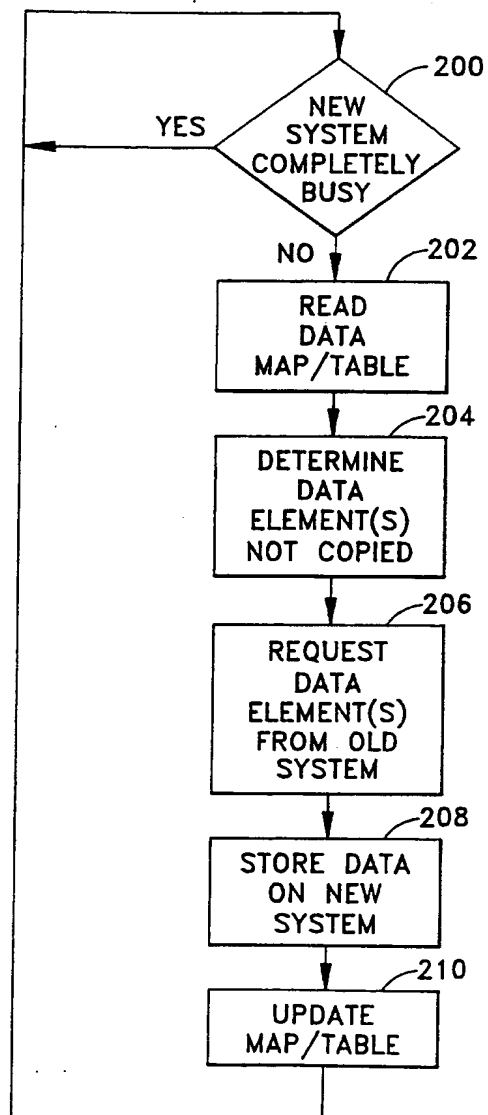 200
NEW
SYSTEM
COMPLETELY
BUSY
YES
NO
202
READ
DATA
MAP/TABLE
204
DETERMINE
DATA
ELEMENT(S)
NOT COPIED
206
REQUEST
DATA
ELEMENT(S)
FROM OLD
SYSTEM
208
STORE DATA
ON NEW
SYSTEM
210
UPDATE
MAP/TABLE